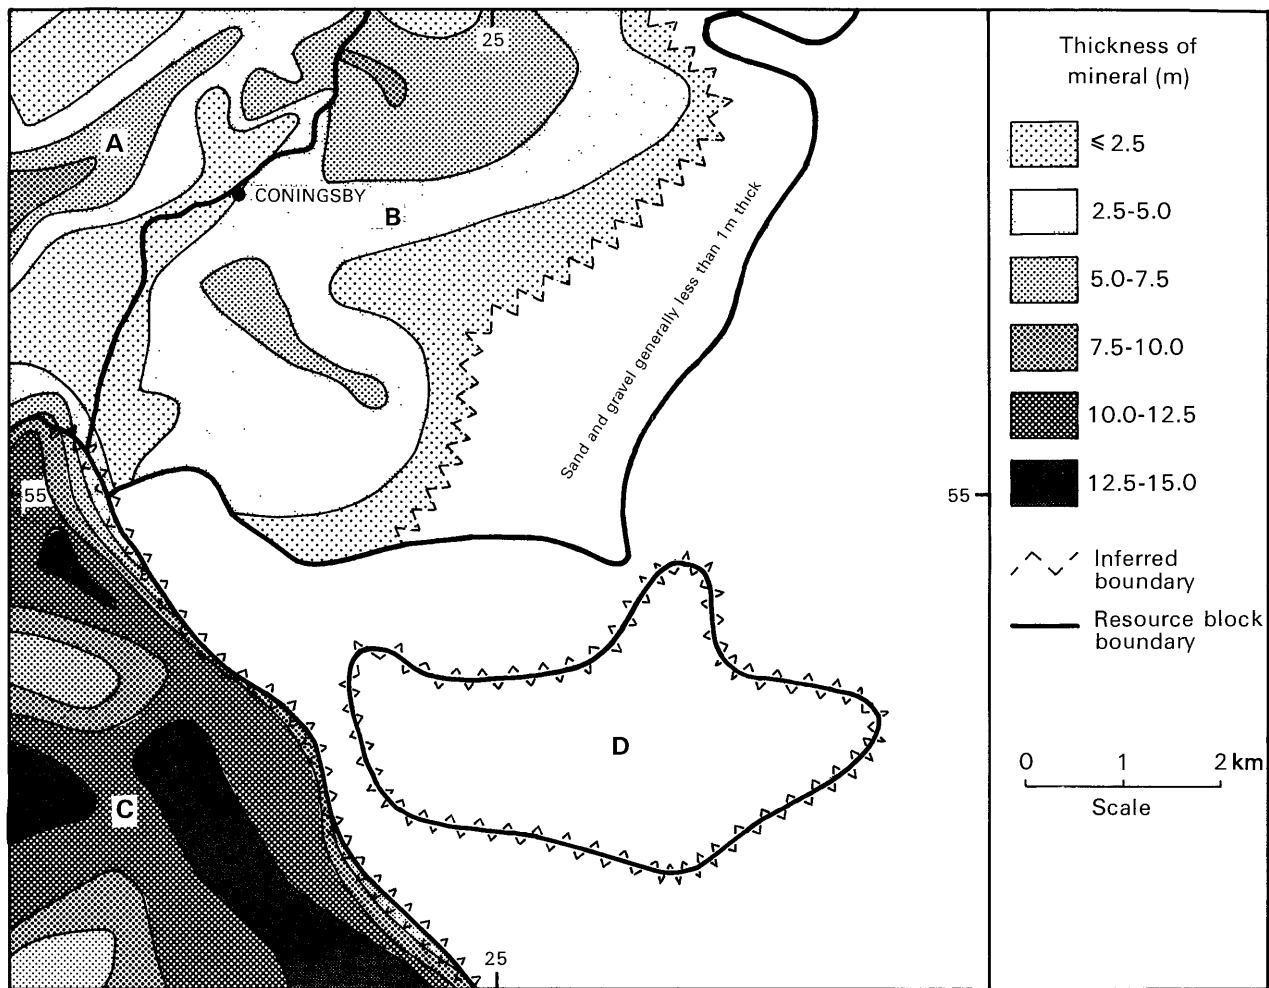 25
A
CONINGSBY
B
Sand and gravel generally less than 1m thick
55
55
D
C
25
Thickness of
mineral (m)
⩽ 2.5
2.5-5.0
5.0-7.5
7.5-10.0
10.0-12.5
12.5-15.0
Inferred
boundary
Resource block
boundary
0 1 2 km
Scale